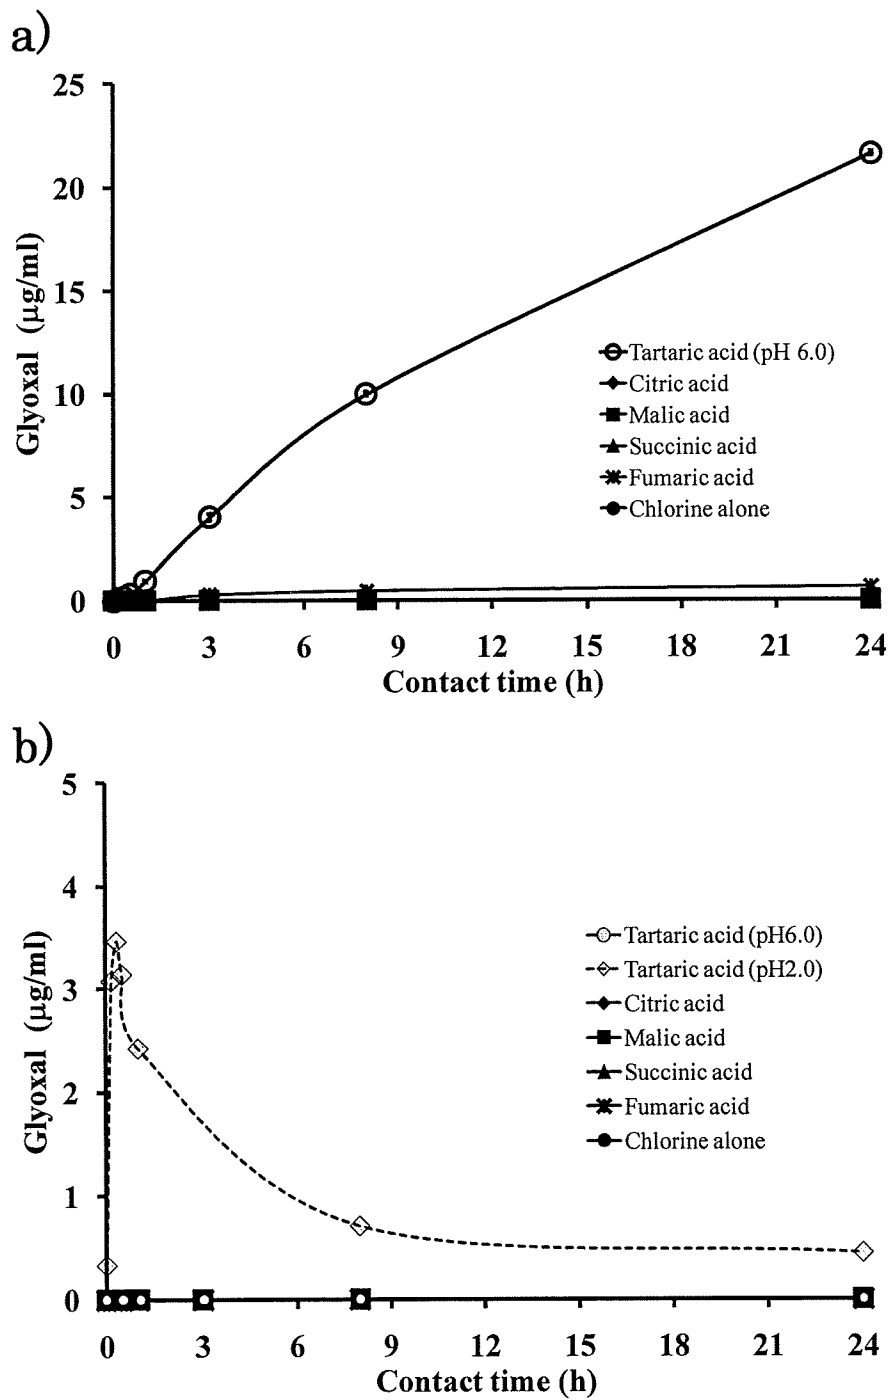 a)
25
20
15
10
5
0
Glyoxal (μg/ml)
Tartaric acid (pH 6.0)
Citric acid
Malic acid
Succinic acid
Fumaric acid
Chlorine alone
0 3 6 9 12 15 18 21 24
Contact time (h)
b)
5
4
3
2
1
0
Glyoxal (μg/ml)
Tartaric acid (pH6.0)
Tartaric acid (pH2.0)
Citric acid
Malic acid
Succinic acid
Fumaric acid
Chlorine alone
0 3 6 9 12 15 18 21 24
Contact time (h)